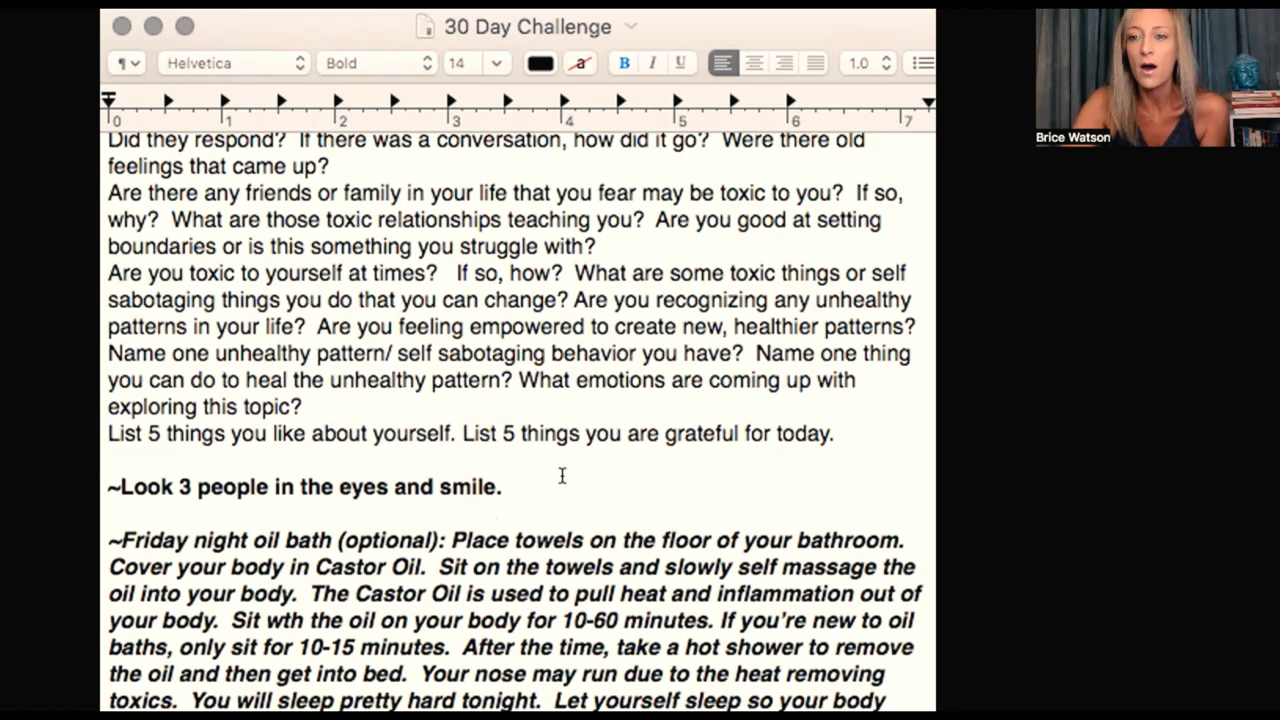 30 Day Challenge
¶ Helvetica Bold 14 a B I U 1.0
0 1 2 3 4 5 6 7
Did they respond?  If there was a conversation, how did it go?  Were there old
feelings that came up?
Are there any friends or family in your life that you fear may be toxic to you?  If so,
why?  What are those toxic relationships teaching you?  Are you good at setting
boundaries or is this something you struggle with?
Are you toxic to yourself at times?   If so, how?  What are some toxic things or self
sabotaging things you do that you can change? Are you recognizing any unhealthy
patterns in your life?  Are you feeling empowered to create new, healthier patterns?
Name one unhealthy pattern/ self sabotaging behavior you have?  Name one thing
you can do to heal the unhealthy pattern? What emotions are coming up with
exploring this topic?
List 5 things you like about yourself. List 5 things you are grateful for today.
~Look 3 people in the eyes and smile.
~Friday night oil bath (optional): Place towels on the floor of your bathroom.
Cover your body in Castor Oil.  Sit on the towels and slowly self massage the
oil into your body.  The Castor Oil is used to pull heat and inflammation out of
your body.  Sit wth the oil on your body for 10-60 minutes. If you're new to oil
baths, only sit for 10-15 minutes.  After the time, take a hot shower to remove
the oil and then get into bed.  Your nose may run due to the heat removing
toxics.  You will sleep pretty hard tonight.  Let yourself sleep so your body
Brice Watson